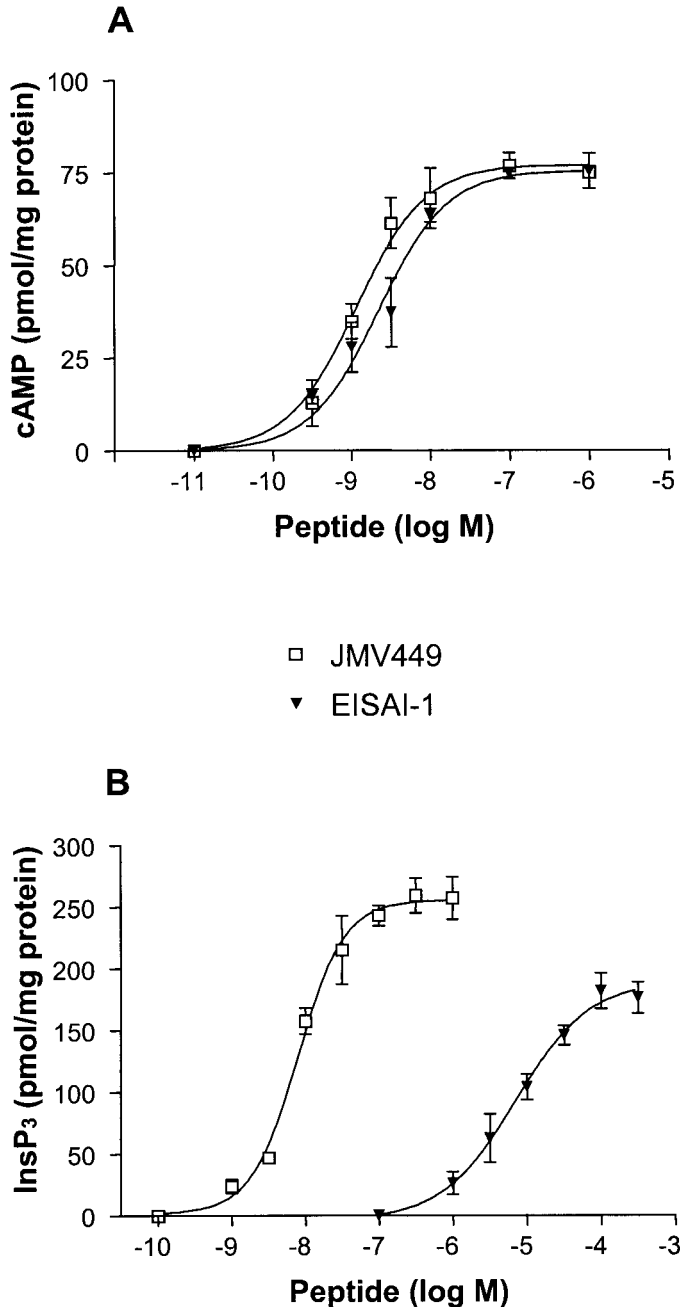 A
cAMP (pmol/mg protein)
100
75
50
25
0
-11 -10 -9 -8 -7 -6 -5
Peptide (log M)
JMV449
EISAI-1
B
InsP3 (pmol/mg protein)
300
250
200
150
100
50
0
-10 -9 -8 -7 -6 -5 -4 -3
Peptide (log M)